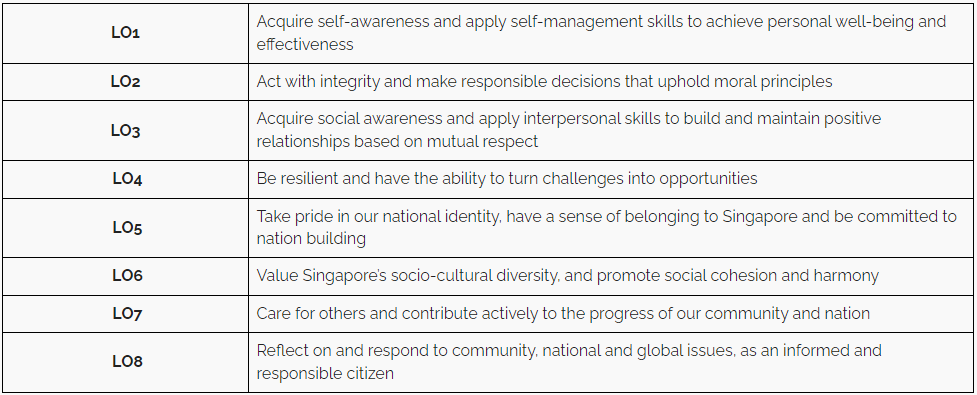 LO1
Acquire self-awareness and apply self-management skills to achieve personal well-being and
effectiveness
LO2
Act with integrity and make responsible decisions that uphold moral principles
LO3
Acquire social awareness and apply interpersonal skills to build and maintain positive
relationships based on mutual respect
LO4
Be resilient and have the ability to turn challenges into opportunities
LO5
Take pride in our national identity, have a sense of belonging to Singapore and be committed to
nation building
LO6
Value Singapore's socio-cultural diversity, and promote social cohesion and harmony
LO7
Care for others and contribute actively to the progress of our community and nation
LO8
Reflect on and respond to community, national and global issues, as an informed and
responsible citizen